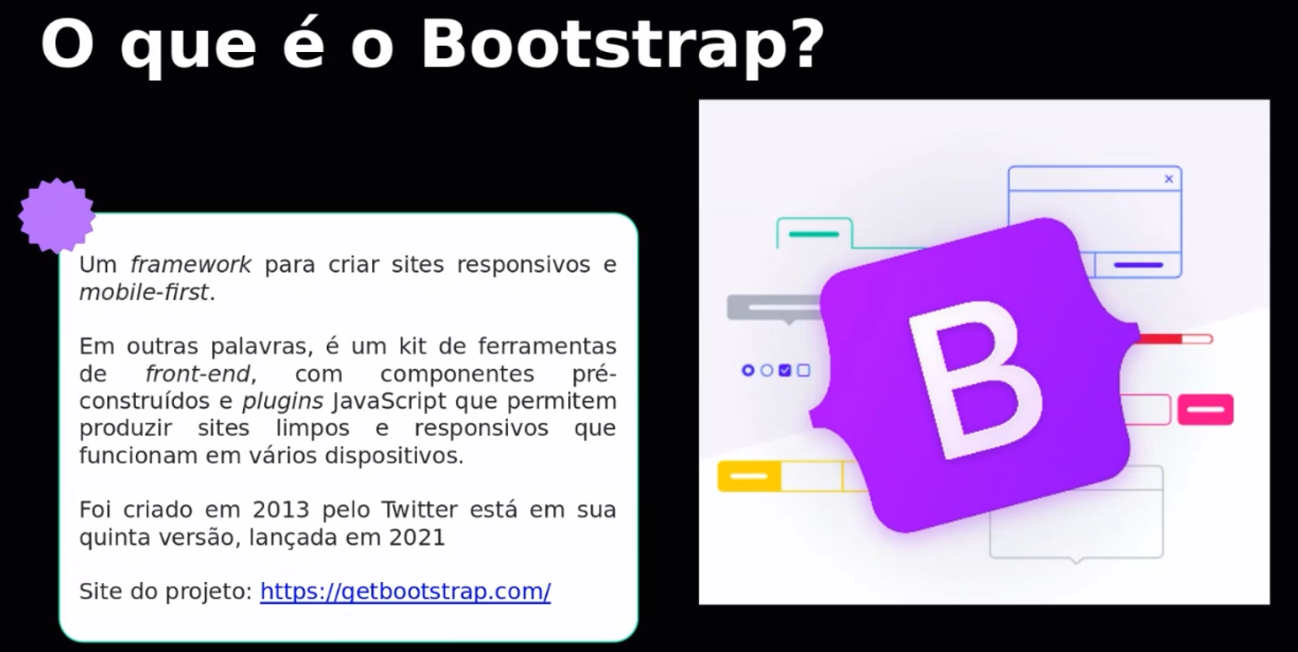 O que é o Bootstrap?
Um framework para criar sites responsivos e
mobile-first.
Em outras palavras, é um kit de ferramentas
de front-end, com componentes pré-
construídos e plugins JavaScript que permitem
produzir sites limpos e responsivos que
funcionam em vários dispositivos.
Foi criado em 2013 pelo Twitter está em sua
quinta versão, lançada em 2021
Site do projeto: https://getbootstrap.com/
B